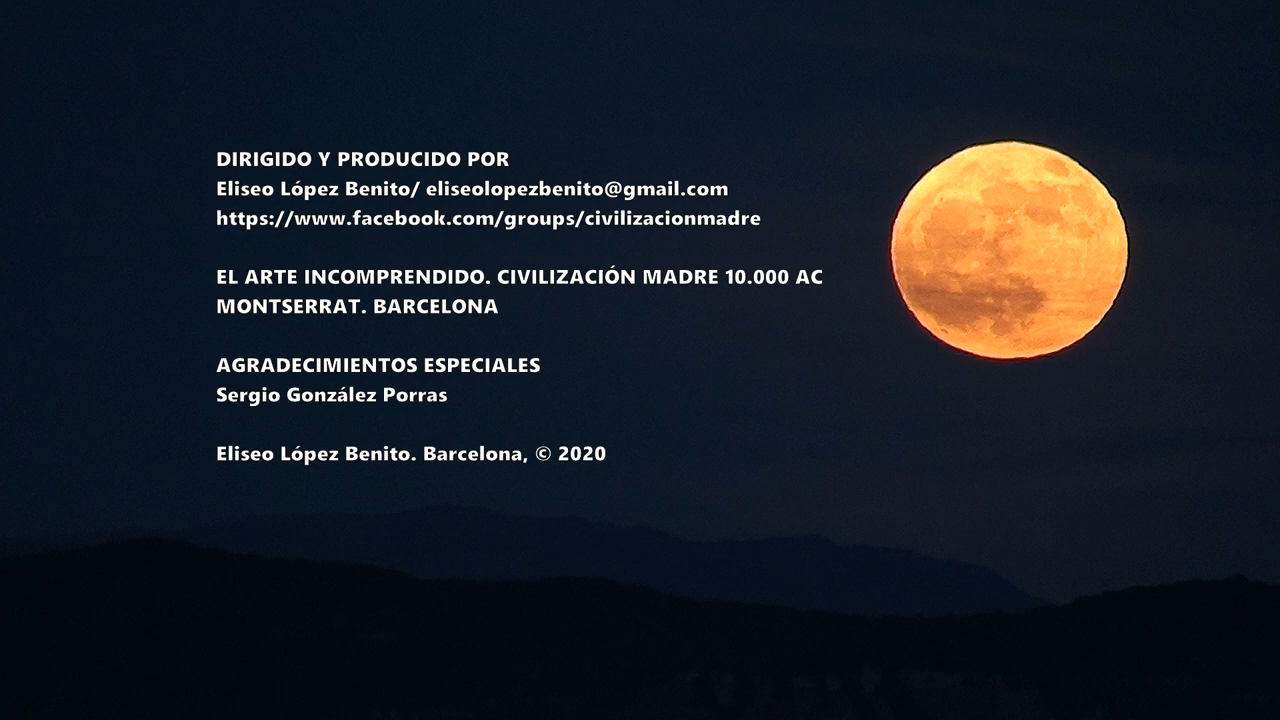 DIRIGIDO Y PRODUCIDO POR
Eliseo López Benito/ eliseolopezbenito@gmail.com
https://www.facebook.com/groups/civilizacionmadre
EL ARTE INCOMPRENDIDO. CIVILIZACIÓN MADRE 10.000 AC
MONTSERRAT. BARCELONA
AGRADECIMIENTOS ESPECIALES
Sergio González Porras
Eliseo López Benito. Barcelona, © 2020